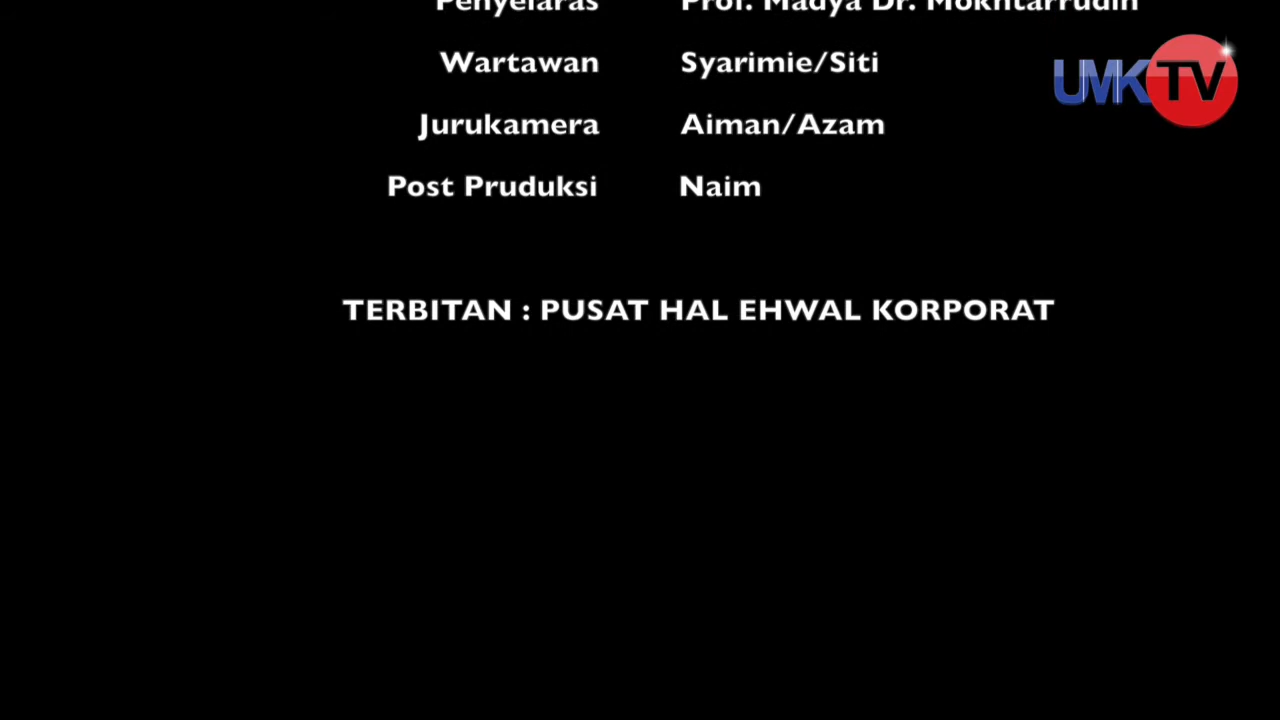 Penyelaras Prof. Madya Dr. Mokhtarrudin
UMKTV
Wartawan Syarimie/Siti
Jurukamera Aiman/Azam
Post Pruduksi Naim
TERBITAN : PUSAT HAL EHWAL KORPORAT